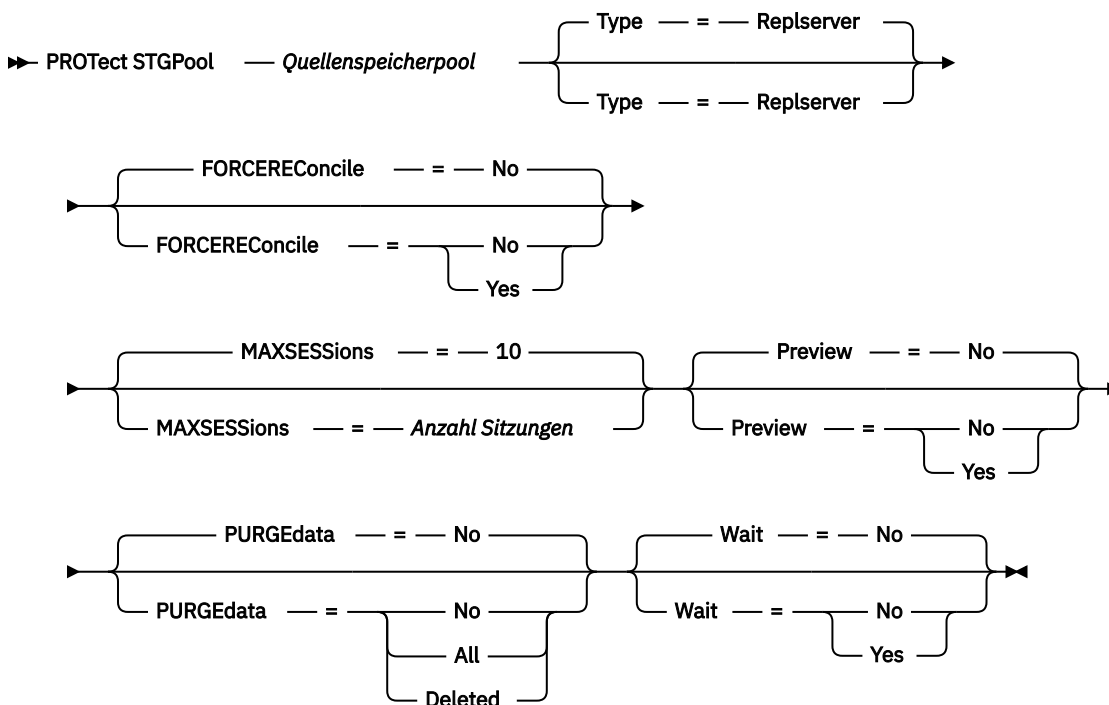 Type = Replserver
PROTect STGPool Quellenspeicherpool
Type = Replserver
FORCEREConcile = No
FORCEREConcile = No
Yes
MAXSESSions = 10 Preview = No
MAXSESSions = Anzahl Sitzungen Preview = No
Yes
PURGEdata = No Wait = No
PURGEdata = No Wait = No
All Yes
Deleted